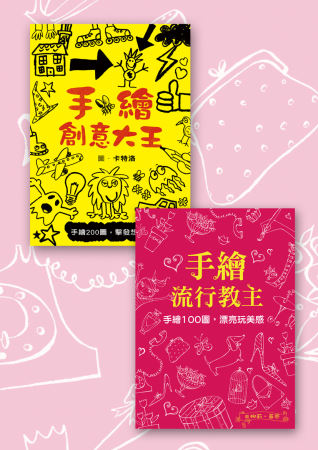 手繪
創意大王
圖．卡特洛
手繪200圖，擊發想
手繪
流行教主
手繪100圖，漂亮玩美感。